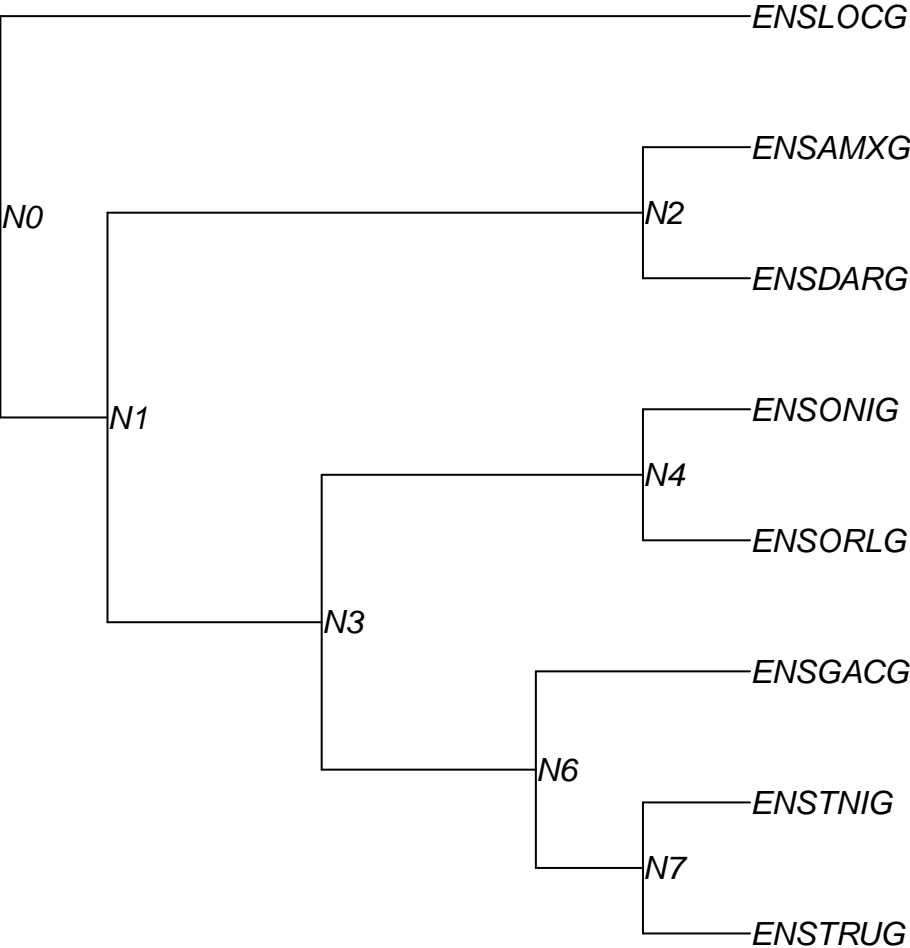 ENSLOCG
ENSAMXG
N0
N2
ENSDARG
ENSONIG
N1
N4
ENSORLG
N3
ENSGACG
N6
ENSTNIG
N7
ENSTRUG